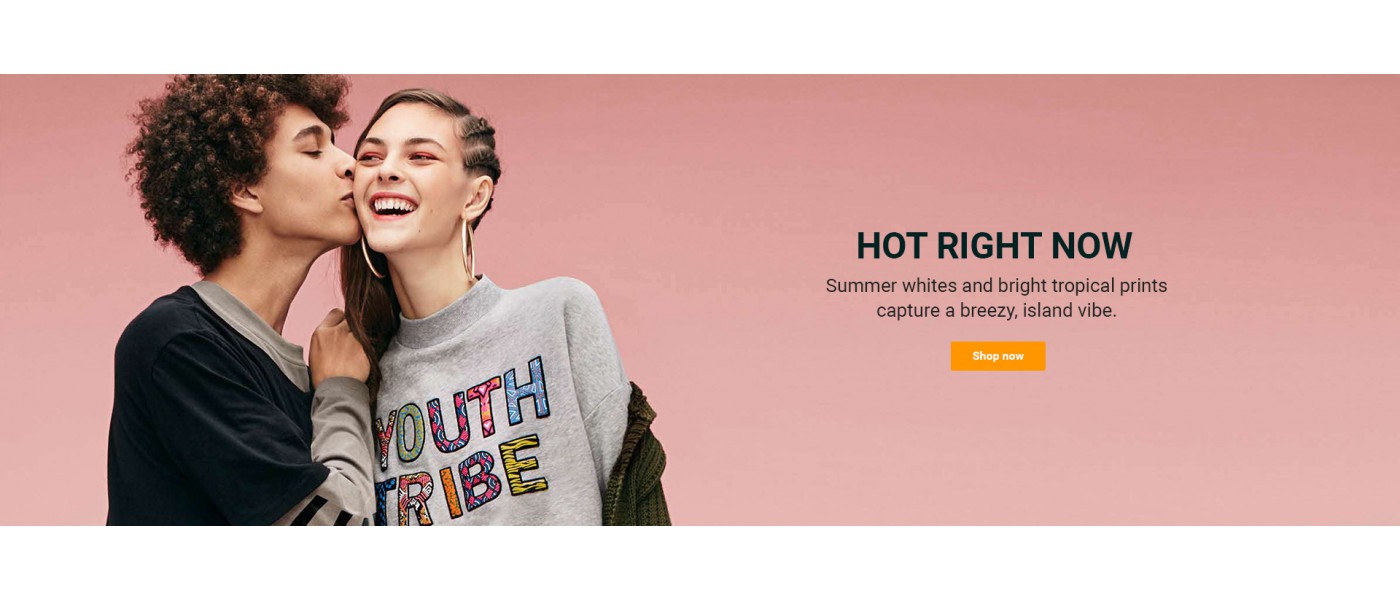 HOT RIGHT NOW
Summer whites and bright tropical prints
capture a breezy, island vibe.
Shop now
YOUTH
TRIBE